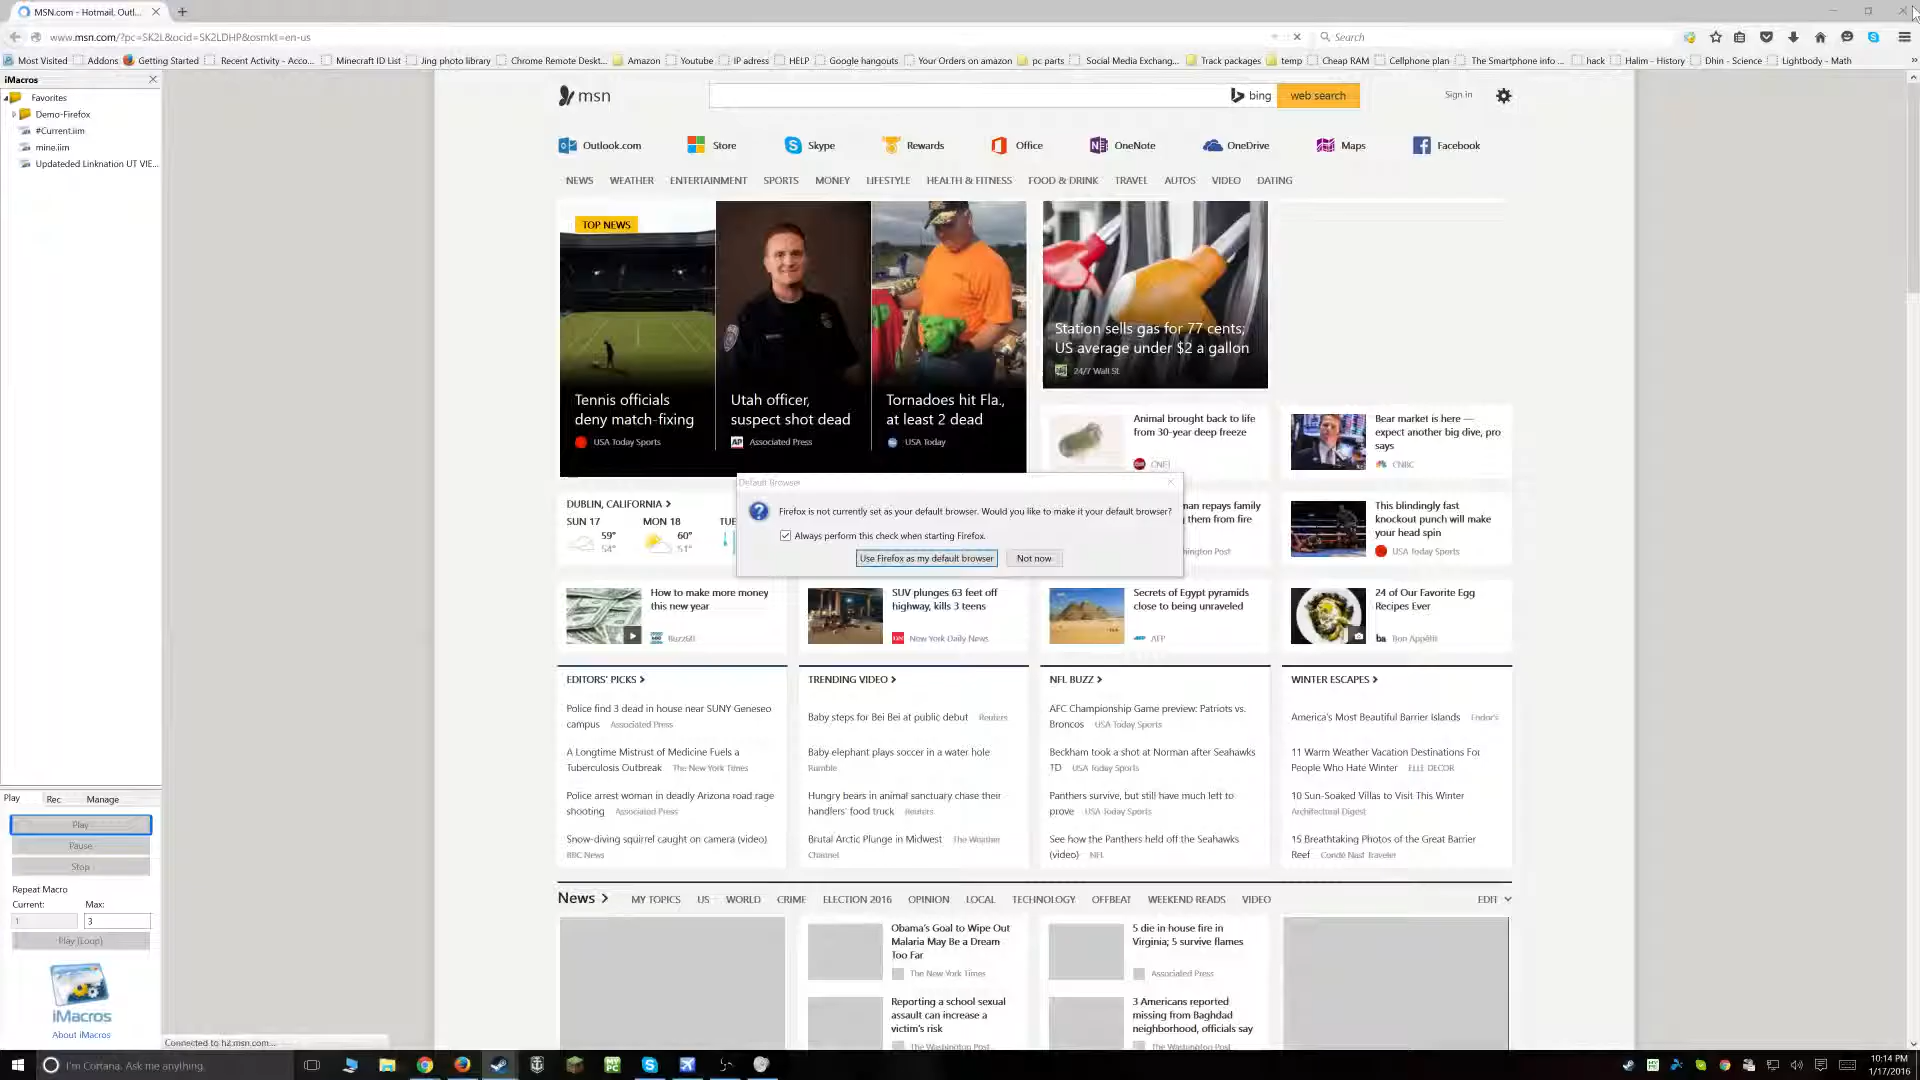 MSN.com - Hotmail, Outl...
www.msn.com/?pc=SK2L&ocid=SK2LDHP&osmkt=en-us
Search
Most Visited Addons Getting Started Recent Activity - Acco... Minecraft ID List Jing photo library Chrome Remote Deskt... Amazon Youtube IP adress HELP Google hangouts Your Orders on amazon pc parts Social Media Exchang... Track packages temp Cheap RAM Cellphone plan The Smartphone info ... hack Halim - History Dhin - Science Lightbody - Math
iMacros
Favorites
Demo-Firefox
#Current.iim
mine.iim
Updateded Linknation UT VIE...
msn
bing
web search
Sign in
Outlook.com Store Skype Rewards Office OneNote OneDrive Maps Facebook
NEWS WEATHER ENTERTAINMENT SPORTS MONEY LIFESTYLE HEALTH & FITNESS FOOD & DRINK TRAVEL AUTOS VIDEO DATING
TOP NEWS
Tennis officials
deny match-fixing
USA Today Sports
Utah officer,
suspect shot dead
AP Associated Press
Tornadoes hit Fla.,
at least 2 dead
USA Today
Station sells gas for 77 cents;
US average under $2 a gallon
24/7 Wall St
Animal brought back to life
from 30-year deep freeze
CNET
Bear market is here —
expect another big dive, pro
says
CNBC
DUBLIN, CALIFORNIA
SUN 17 MON 18 TUE
59° 60°
54° 51°
Default Browser
Firefox is not currently set as your default browser. Would you like to make it your default browser?
Always perform this check when starting Firefox.
Use Firefox as my default browser Not now
man repays family
them from fire
hington Post
This blindingly fast
knockout punch will make
your head spin
USA Today Sports
How to make more money
this new year
Buzz60
SUV plunges 63 feet off
highway, kills 3 teens
New York Daily News
Secrets of Egypt pyramids
close to being unraveled
AFP
24 of Our Favorite Egg
Recipes Ever
ba Bon Appétit
EDITORS' PICKS
Police find 3 dead in house near SUNY Geneseo
campus Associated Press
A Longtime Mistrust of Medicine Fuels a
Tuberculosis Outbreak The New York Times
Police arrest woman in deadly Arizona road rage
shooting Associated Press
Snow-diving squirrel caught on camera (video)
BBC News
TRENDING VIDEO
Baby steps for Bei Bei at public debut Reuters
Baby elephant plays soccer in a water hole
Rumble
Hungry bears in animal sanctuary chase their
handlers' food truck Reuters
Brutal Arctic Plunge in Midwest The Weather
Channel
NFL BUZZ
AFC Championship Game preview: Patriots vs.
Broncos USA Today Sports
Beckham took a shot at Norman after Seahawks
TD USA Today Sports
Panthers survive, but still have much left to
prove USA Today Sports
See how the Panthers held off the Seahawks
(video) NFL
WINTER ESCAPES
America's Most Beautiful Barrier Islands Fodor's
11 Warm Weather Vacation Destinations For
People Who Hate Winter ELLE DECOR
10 Sun-Soaked Villas to Visit This Winter
Architectural Digest
15 Breathtaking Photos of the Great Barrier
Reef Condé Nast Traveler
News MY TOPICS US WORLD CRIME ELECTION 2016 OPINION LOCAL TECHNOLOGY OFFBEAT WEEKEND READS VIDEO EDIT
Obama's Goal to Wipe Out
Malaria May Be a Dream
Too Far
The New York Times
5 die in house fire in
Virginia; 5 survive flames
Associated Press
Reporting a school sexual
assault can increase a
victim's risk
The Washington Post
3 Americans reported
missing from Baghdad
neighborhood, officials say
The Washington Post
Play Rec Manage
Play
Pause
Stop
Repeat Macro
Current: Max:
1 3
Play (Loop)
iMacros
About iMacros
Connected to h2.msn.com...
I'm Cortana. Ask me anything.
10:14 PM
1/17/2016